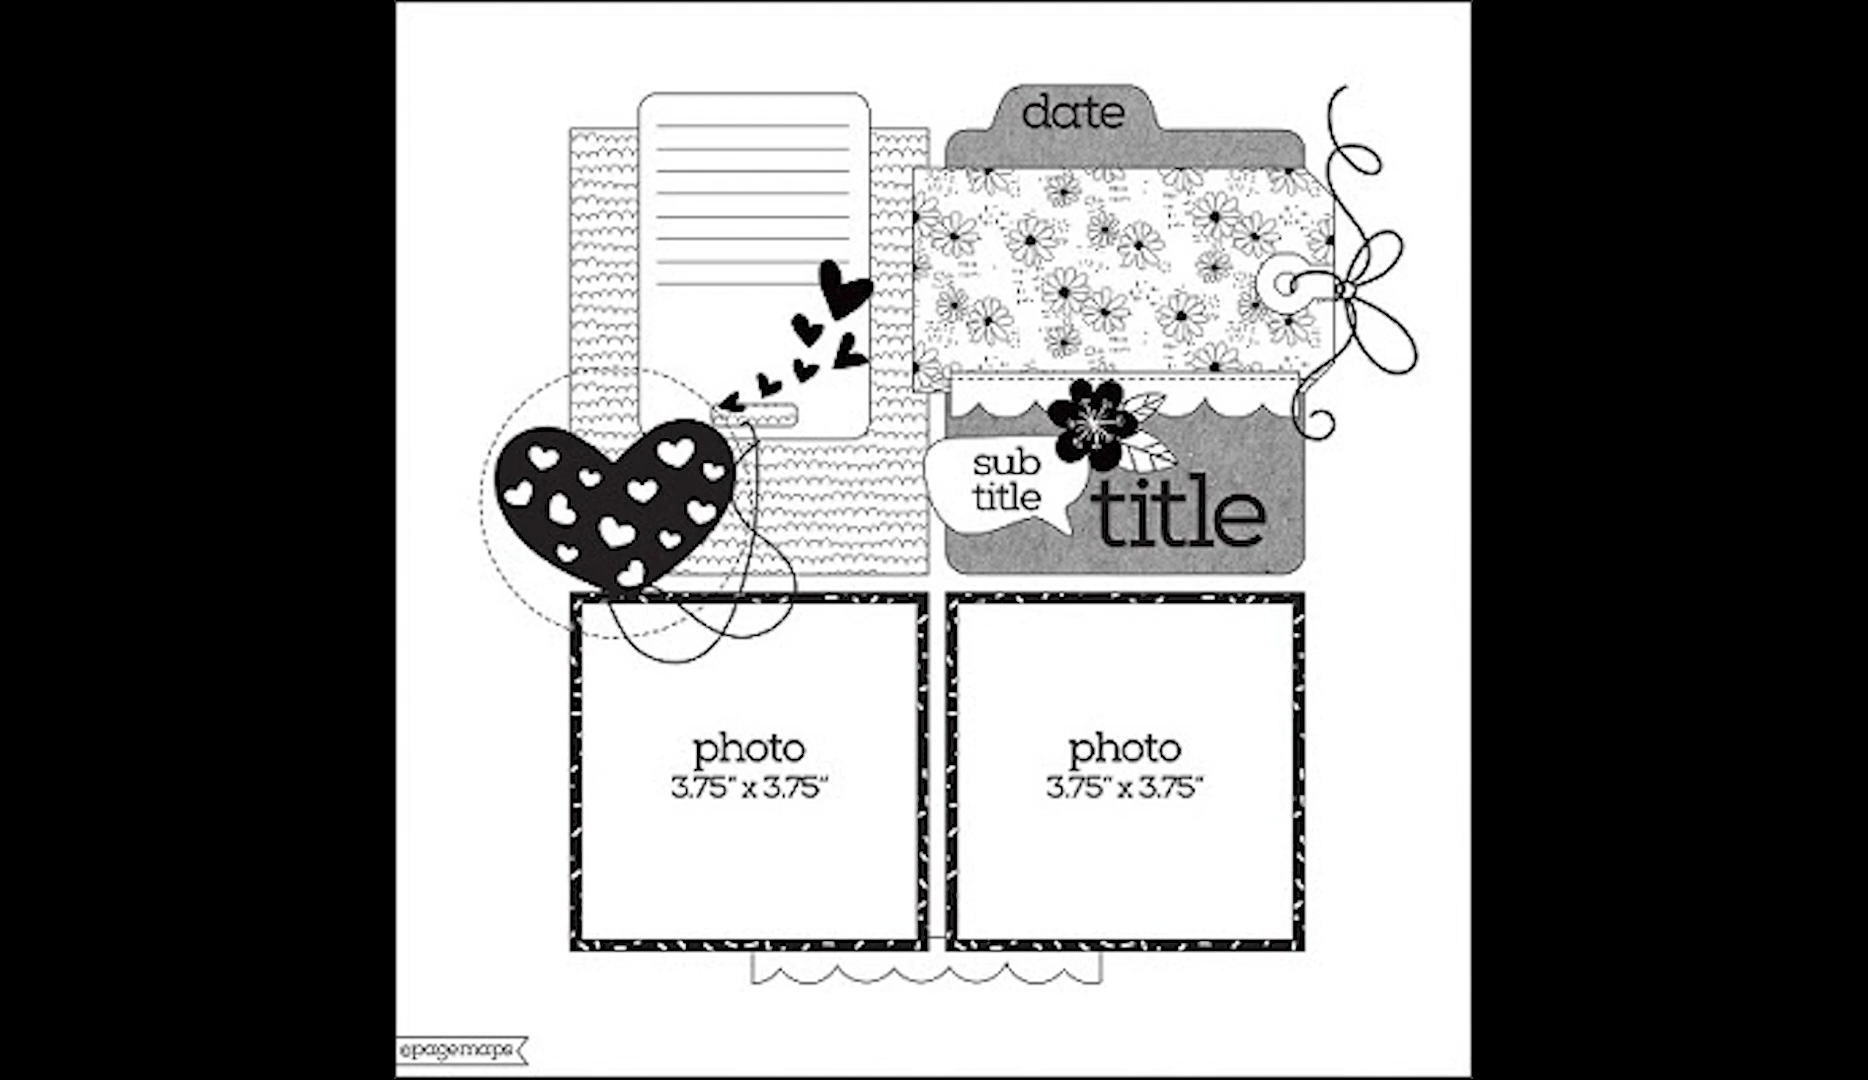 date
sub
title
title
photo
3.75" x 3.75"
photo
3.75" x 3.75"
©pagemaps